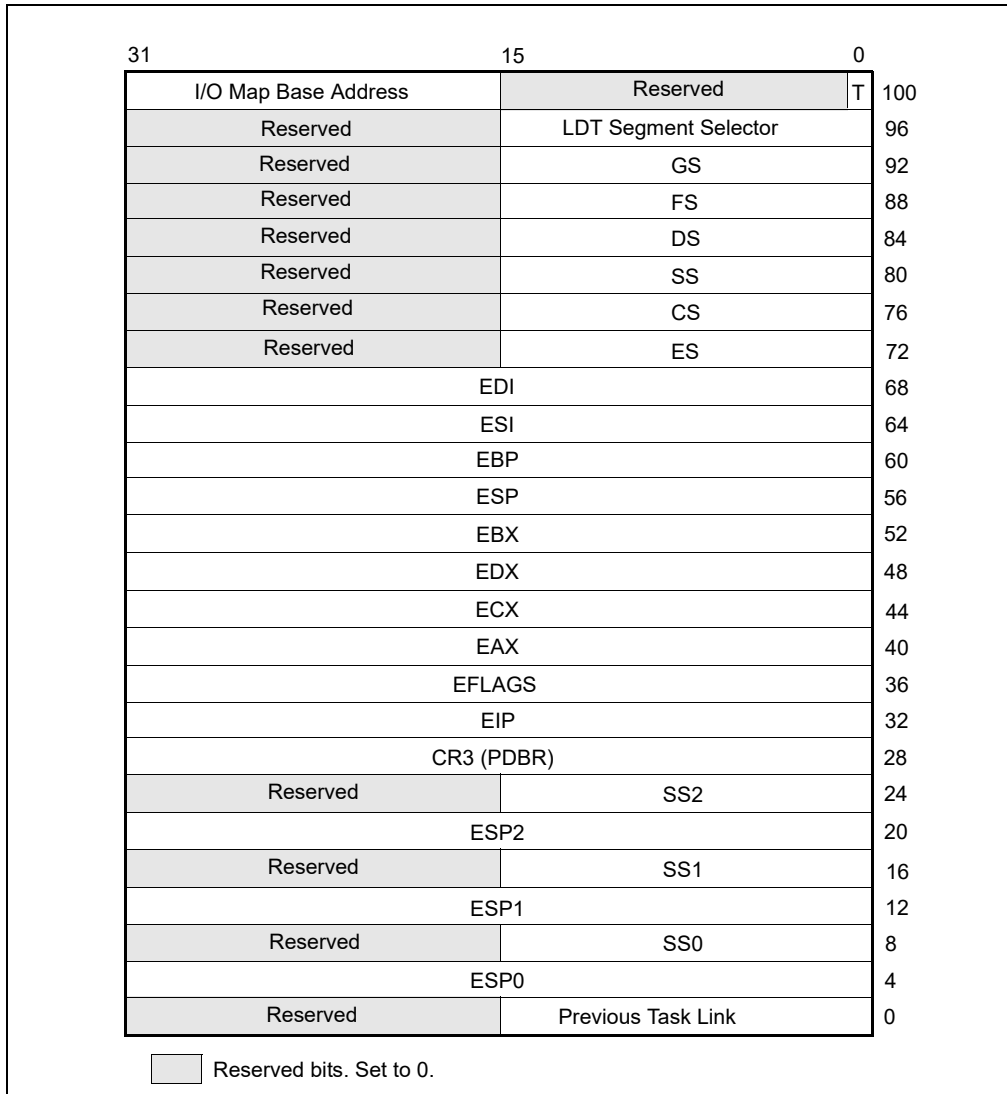 31 15 0
I/O Map Base Address Reserved T 100
Reserved LDT Segment Selector 96
Reserved GS 92
Reserved FS 88
Reserved DS 84
Reserved SS 80
Reserved CS 76
Reserved ES 72
EDI 68
ESI 64
EBP 60
ESP 56
EBX 52
EDX 48
ECX 44
EAX 40
EFLAGS 36
EIP 32
CR3 (PDBR) 28
Reserved SS2 24
ESP2 20
Reserved SS1 16
ESP1 12
Reserved SS0 8
ESP0 4
Reserved Previous Task Link 0
Reserved bits. Set to 0.